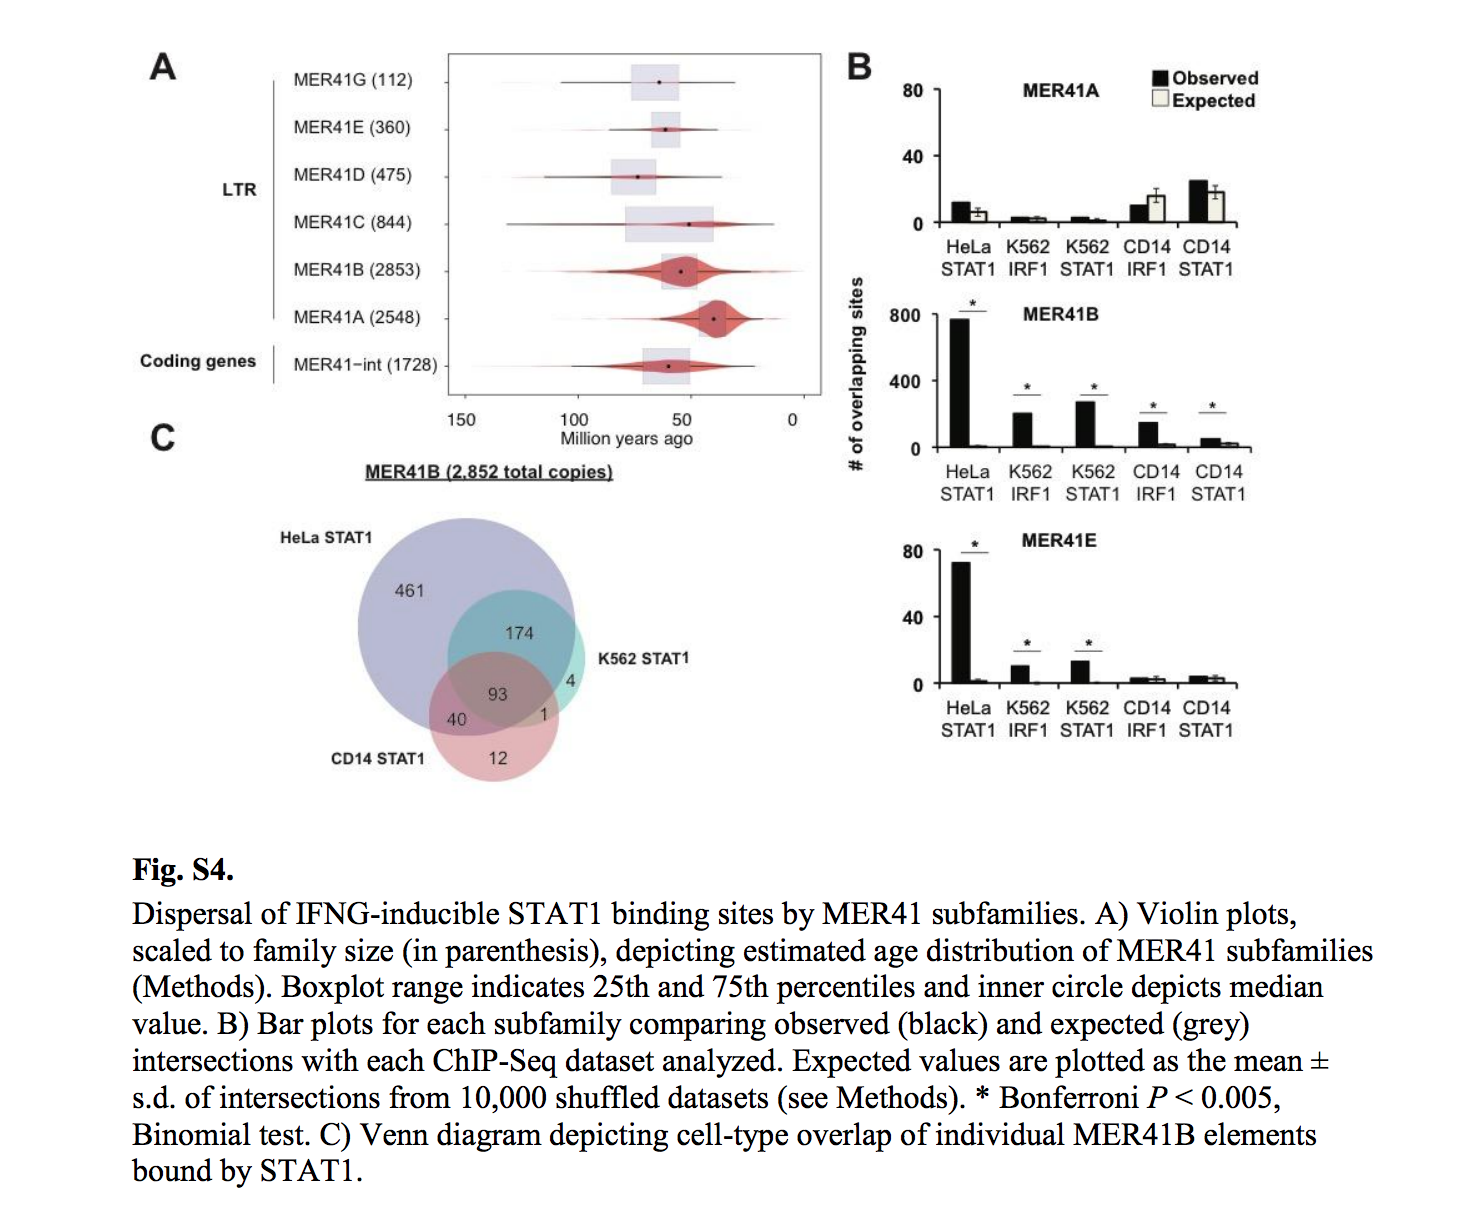 A
LTR
Coding genes
MER41G (112)
MER41E (360)
MER41D (475)
MER41C (844)
MER41B (2853)
MER41A (2548)
MER41−int (1728)
150 100 50 0
Million years ago
B
# of overlapping sites
Observed
Expected
MER41A
80
40
0
HeLa K562 K562 CD14 CD14
STAT1 IRF1 STAT1 IRF1 STAT1
MER41B
800
400
0
* * * * *
HeLa K562 K562 CD14 CD14
STAT1 IRF1 STAT1 IRF1 STAT1
MER41E
80
40
0
* * *
HeLa K562 K562 CD14 CD14
STAT1 IRF1 STAT1 IRF1 STAT1
C
MER41B (2,852 total copies)
HeLa STAT1
461
174
K562 STAT1
4
93
40
1
CD14 STAT1
12
Fig. S4.
Dispersal of IFNG-inducible STAT1 binding sites by MER41 subfamilies. A) Violin plots,
scaled to family size (in parenthesis), depicting estimated age distribution of MER41 subfamilies
(Methods). Boxplot range indicates 25th and 75th percentiles and inner circle depicts median
value. B) Bar plots for each subfamily comparing observed (black) and expected (grey)
intersections with each ChIP-Seq dataset analyzed. Expected values are plotted as the mean ±
s.d. of intersections from 10,000 shuffled datasets (see Methods). * Bonferroni P < 0.005,
Binomial test. C) Venn diagram depicting cell-type overlap of individual MER41B elements
bound by STAT1.